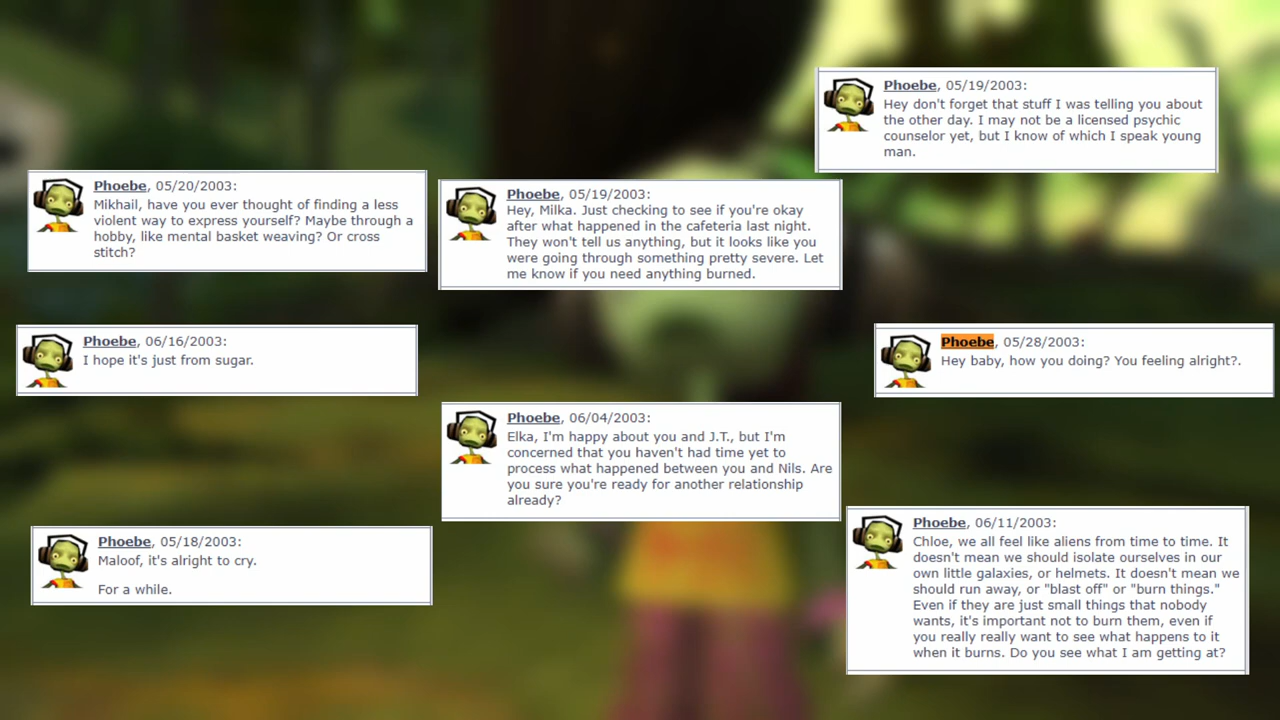 Phoebe, 05/19/2003:
Hey don't forget that stuff I was telling you about
the other day. I may not be a licensed psychic
counselor yet, but I know of which I speak young
man.
Phoebe, 05/20/2003:
Mikhail, have you ever thought of finding a less
violent way to express yourself? Maybe through a
hobby, like mental basket weaving? Or cross
stitch?
Phoebe, 05/19/2003:
Hey, Milka. Just checking to see if you're okay
after what happened in the cafeteria last night.
They won't tell us anything, but it looks like you
were going through something pretty severe. Let
me know if you need anything burned.
Phoebe, 06/16/2003:
I hope it's just from sugar.
Phoebe, 05/28/2003:
Hey baby, how you doing? You feeling alright?.
Phoebe, 06/04/2003:
Elka, I'm happy about you and J.T., but I'm
concerned that you haven't had time yet to
process what happened between you and Nils. Are
you sure you're ready for another relationship
already?
Phoebe, 05/18/2003:
Maloof, it's alright to cry.
For a while.
Phoebe, 06/11/2003:
Chloe, we all feel like aliens from time to time. It
doesn't mean we should isolate ourselves in our
own little galaxies, or helmets. It doesn't mean we
should run away, or "blast off" or "burn things."
Even if they are just small things that nobody
wants, it's important not to burn them, even if
you really really want to see what happens to it
when it burns. Do you see what I am getting at?